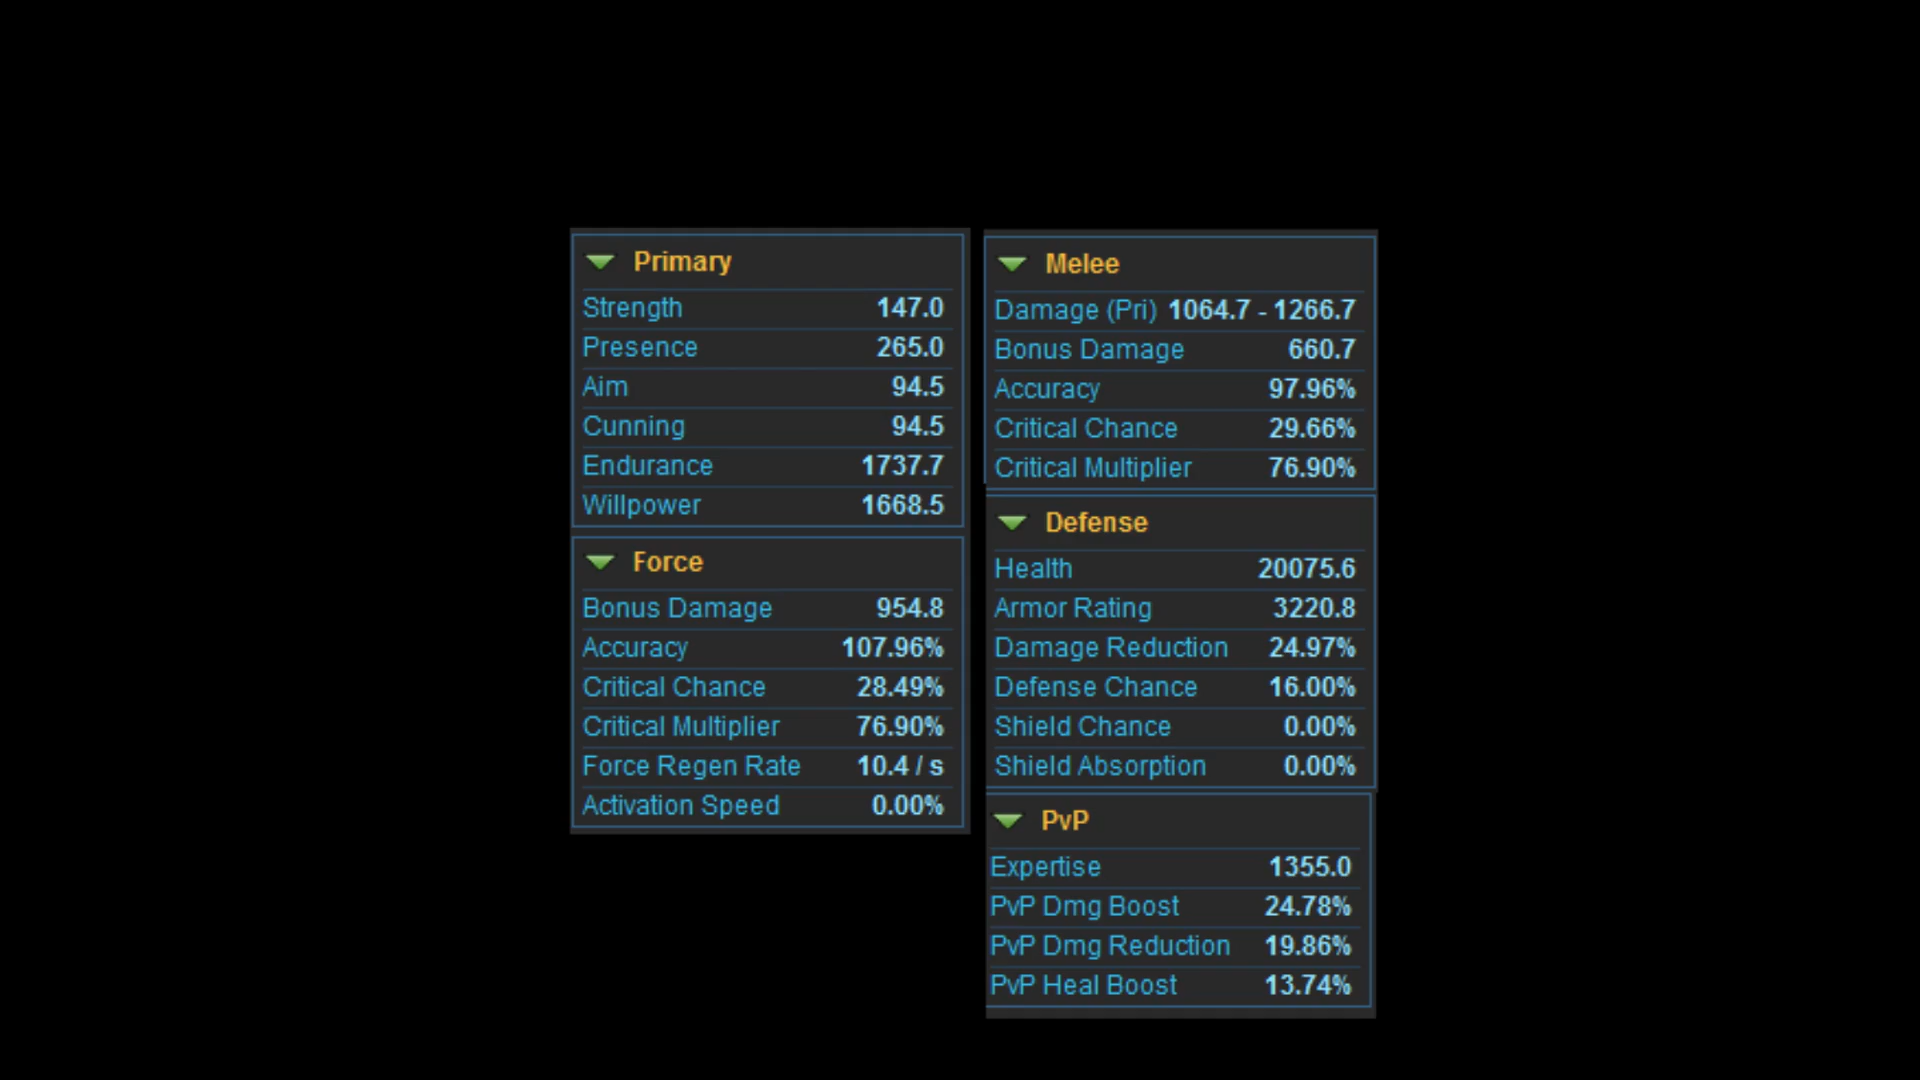 Primary
Strength 147.0
Presence 265.0
Aim 94.5
Cunning 94.5
Endurance 1737.7
Willpower 1668.5
Force
Bonus Damage 954.8
Accuracy 107.96%
Critical Chance 28.49%
Critical Multiplier 76.90%
Force Regen Rate 10.4 / s
Activation Speed 0.00%
Melee
Damage (Pri) 1064.7 - 1266.7
Bonus Damage 660.7
Accuracy 97.96%
Critical Chance 29.66%
Critical Multiplier 76.90%
Defense
Health 20075.6
Armor Rating 3220.8
Damage Reduction 24.97%
Defense Chance 16.00%
Shield Chance 0.00%
Shield Absorption 0.00%
PvP
Expertise 1355.0
PvP Dmg Boost 24.78%
PvP Dmg Reduction 19.86%
PvP Heal Boost 13.74%